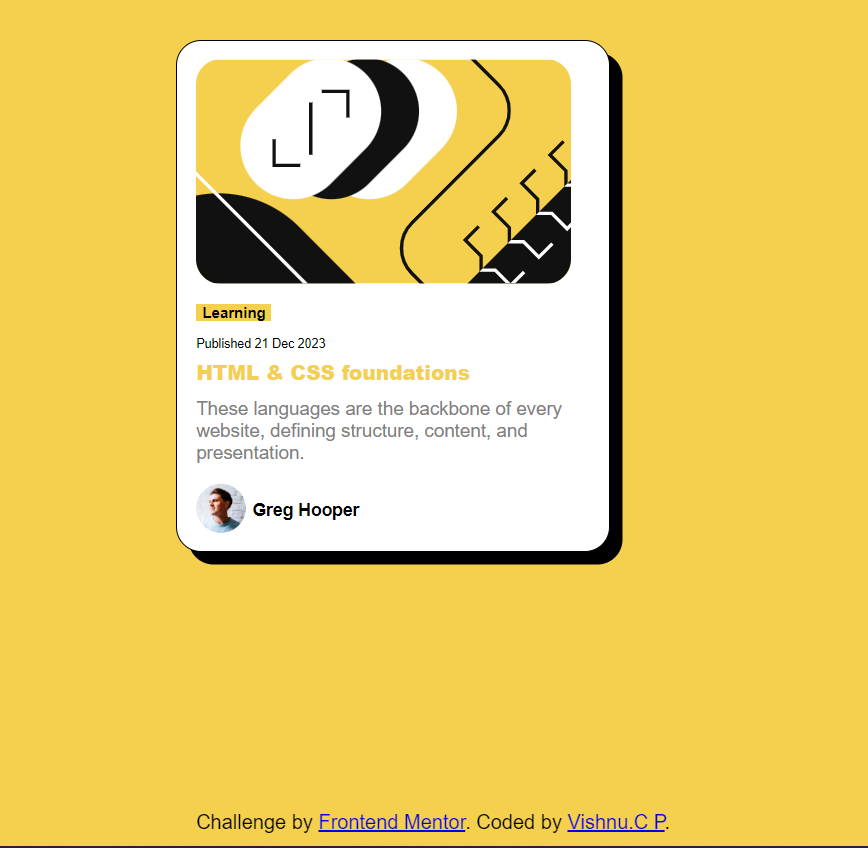 Learning
Published 21 Dec 2023
HTML & CSS foundations
These languages are the backbone of every
website, defining structure, content, and
presentation.
Greg Hooper
Challenge by Frontend Mentor. Coded by Vishnu.C P.